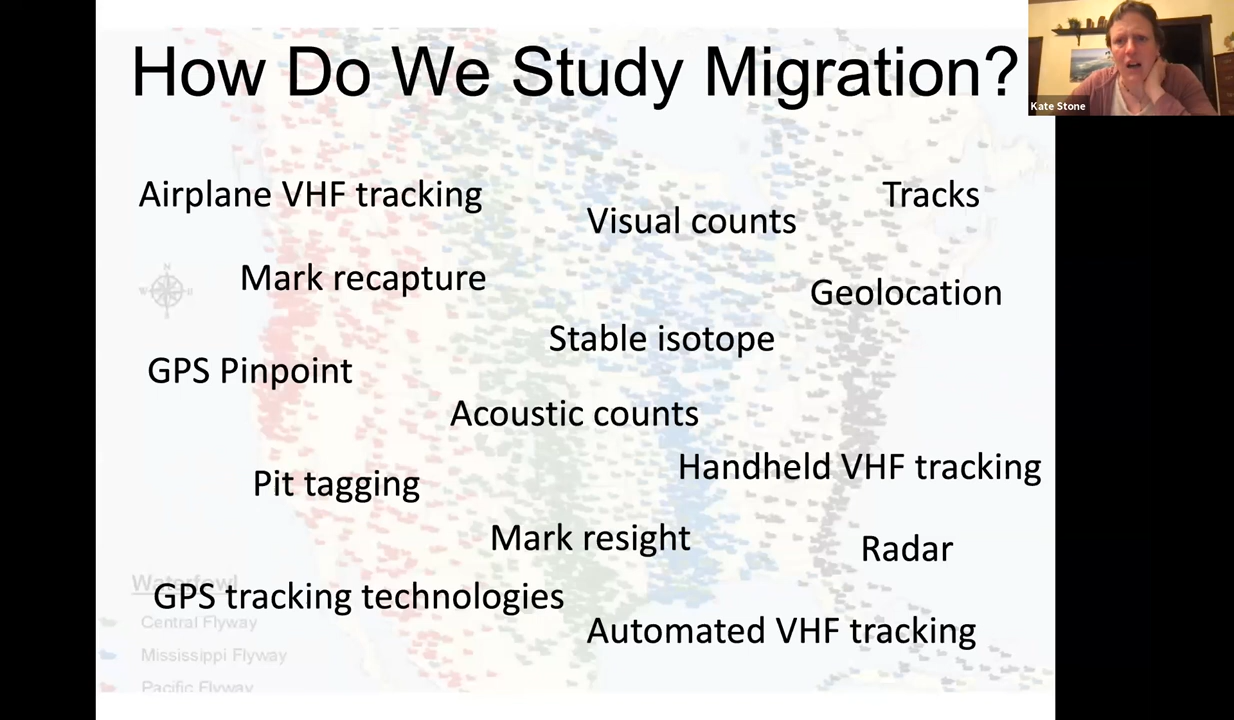 How Do We Study Migration?
Kate Stone
Airplane VHF tracking
Tracks
Visual counts
Mark recapture
Geolocation
Stable isotope
GPS Pinpoint
Acoustic counts
Handheld VHF tracking
Pit tagging
Mark resight
Radar
Waterfowl
GPS tracking technologies
Central Flyway
Automated VHF tracking
Mississippi Flyway
Pacific Flyway